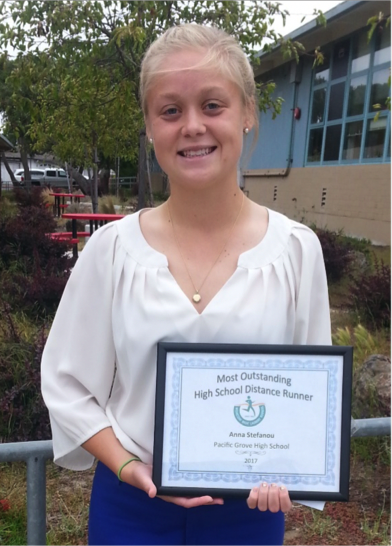 Most Outstanding
High School Distance Runner
Anna Stefanou
Pacific Grove High School
2017